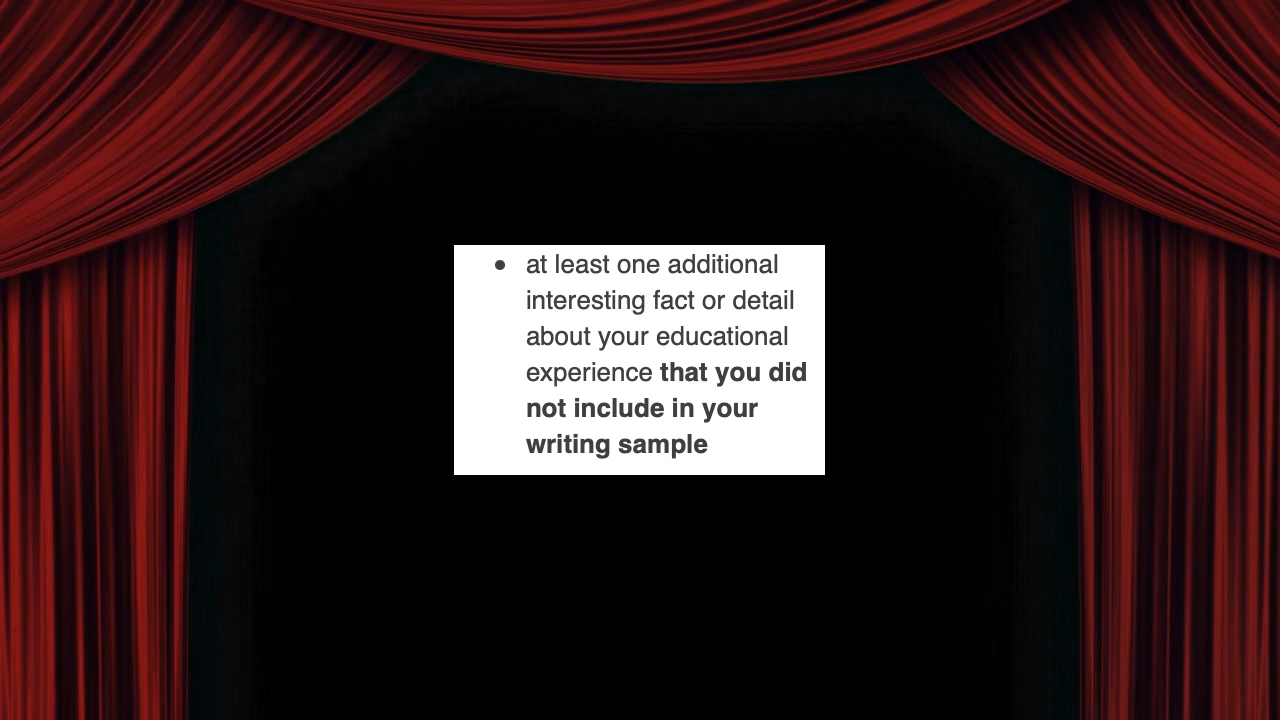 • at least one additional
interesting fact or detail
about your educational
experience that you did
not include in your
writing sample